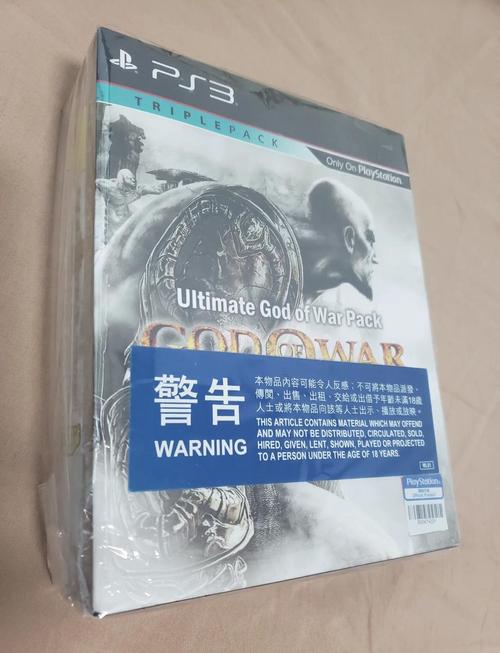 PS3
TRIPLEPACK
Only On PlayStation
Ultimate God of War Pack
GOD OF WAR
警告
WARNING
本物品內容可能令人反感；不可將本物品派發、
傳閱、出售、出租、交給或出借予年齡未滿18歲
人士或將本物品向該等人士出示、播放或放映。
THIS ARTICLE CONTAINS MATERIAL WHICH MAY OFFEND
AND MAY NOT BE DISTRIBUTED, CIRCULATED, SOLD,
HIRED, GIVEN, LENT, SHOWN, PLAYED OR PROJECTED
TO A PERSON UNDER THE AGE OF 18 YEARS.
PlayStation